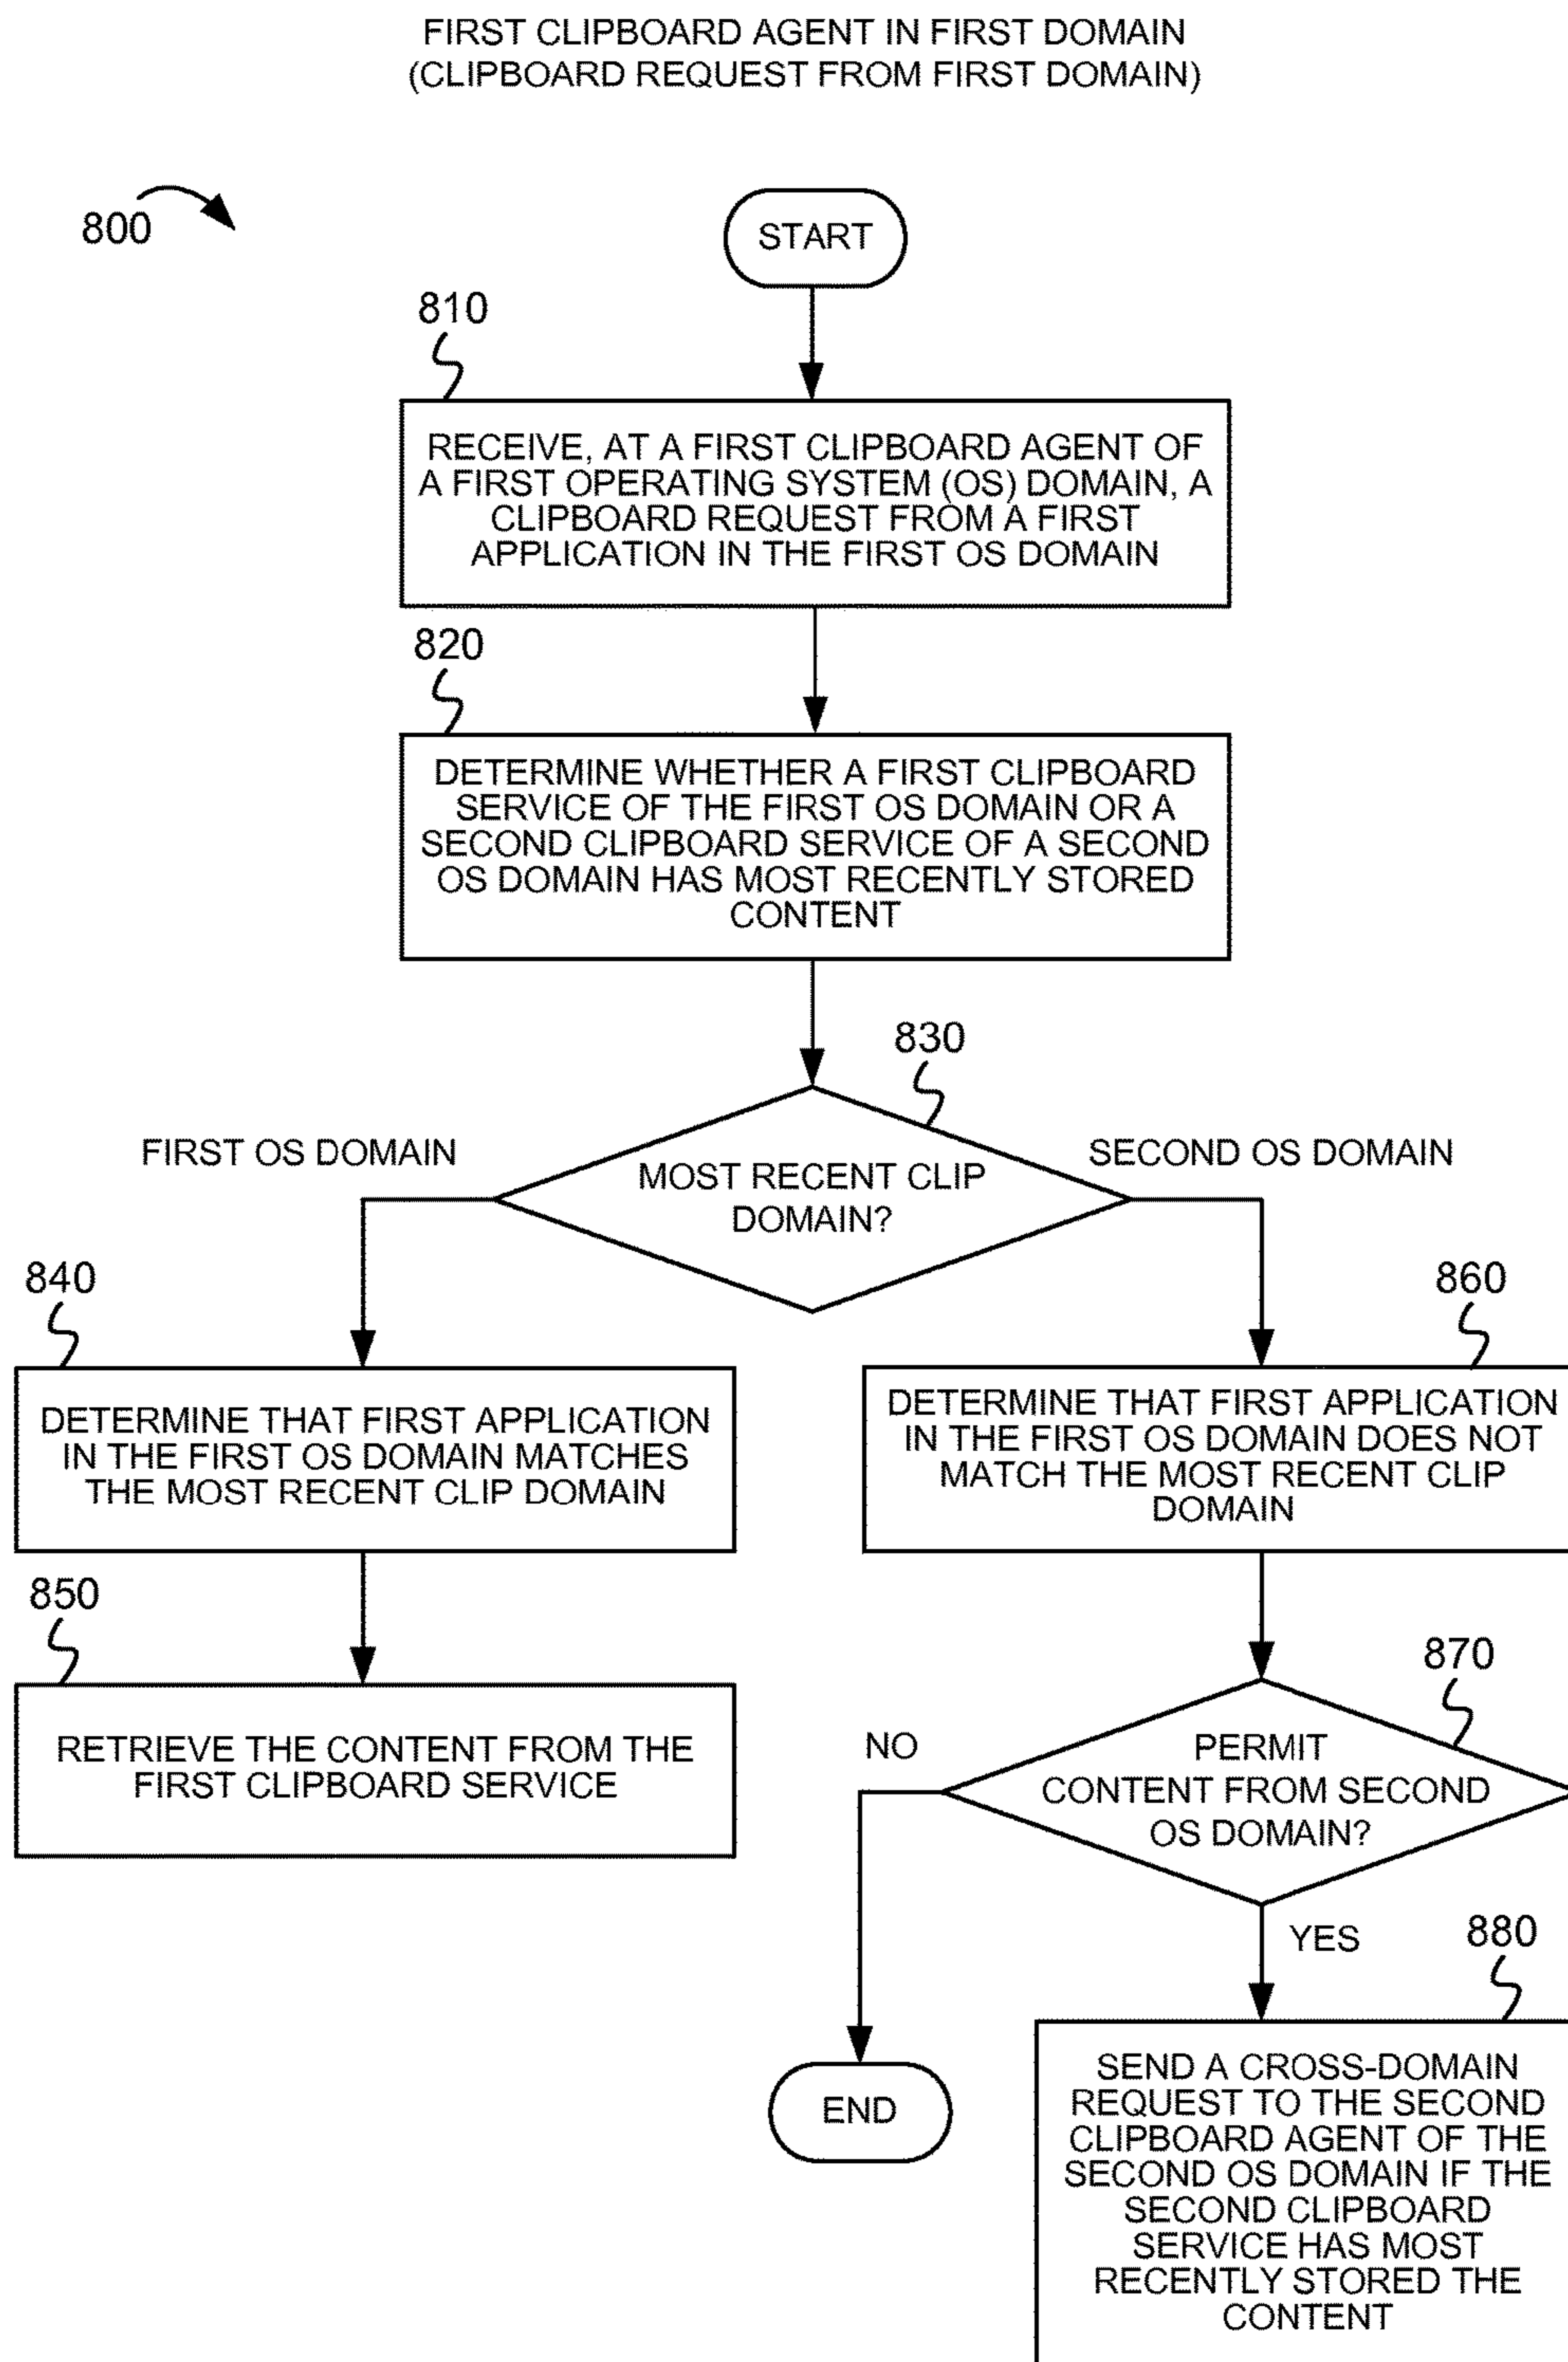 FIRST CLIPBOARD AGENT IN FIRST DOMAIN
(CLIPBOARD REQUEST FROM FIRST DOMAIN)
800
START
810
RECEIVE, AT A FIRST CLIPBOARD AGENT OF
A FIRST OPERATING SYSTEM (OS) DOMAIN, A
CLIPBOARD REQUEST FROM A FIRST
APPLICATION IN THE FIRST OS DOMAIN
820
DETERMINE WHETHER A FIRST CLIPBOARD
SERVICE OF THE FIRST OS DOMAIN OR A
SECOND CLIPBOARD SERVICE OF A SECOND
OS DOMAIN HAS MOST RECENTLY STORED
CONTENT
830
FIRST OS DOMAIN
MOST RECENT CLIP
DOMAIN?
SECOND OS DOMAIN
840
DETERMINE THAT FIRST APPLICATION
IN THE FIRST OS DOMAIN MATCHES
THE MOST RECENT CLIP DOMAIN
860
DETERMINE THAT FIRST APPLICATION
IN THE FIRST OS DOMAIN DOES NOT
MATCH THE MOST RECENT CLIP
DOMAIN
850
RETRIEVE THE CONTENT FROM THE
FIRST CLIPBOARD SERVICE
870
NO
PERMIT
CONTENT FROM SECOND
OS DOMAIN?
YES
880
END
SEND A CROSS-DOMAIN
REQUEST TO THE SECOND
CLIPBOARD AGENT OF THE
SECOND OS DOMAIN IF THE
SECOND CLIPBOARD
SERVICE HAS MOST
RECENTLY STORED THE
CONTENT